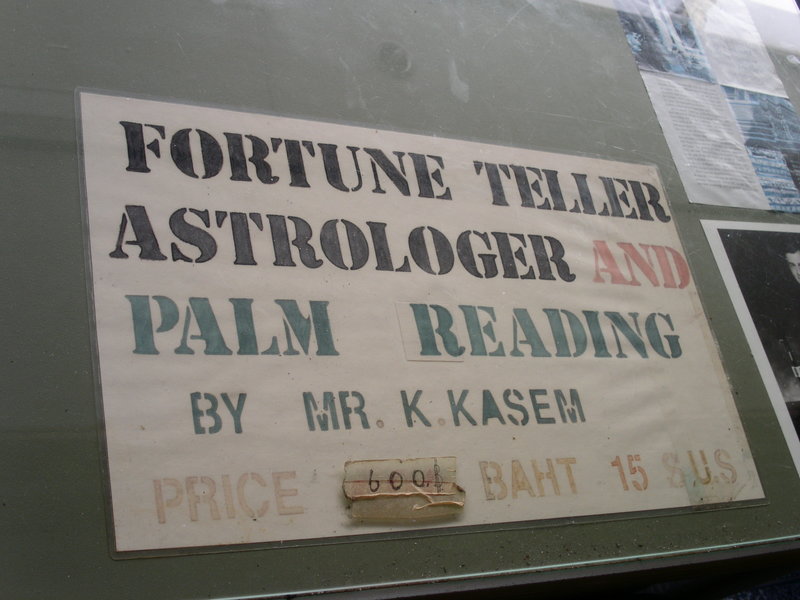 FORTUNE TELLER
ASTROLOGER AND
PALM READING
BY MR. K. KASEM
PRICE 600฿ BAHT 15 $ U.S